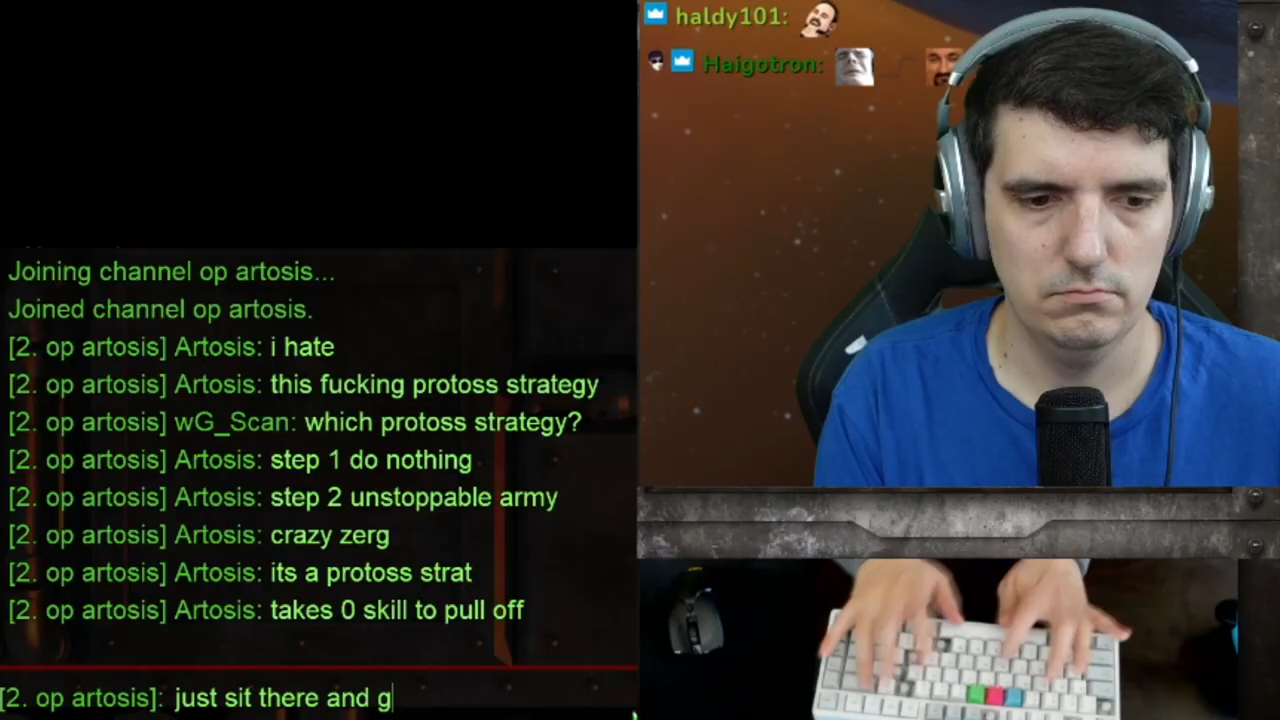 haldy101:
Haigotron:
Joining channel op artosis...
Joined channel op artosis.
[2. op artosis] Artosis: i hate
[2. op artosis] Artosis: this fucking protoss strategy
[2. op artosis] wG_Scan: which protoss strategy?
[2. op artosis] Artosis: step 1 do nothing
[2. op artosis] Artosis: step 2 unstoppable army
[2. op artosis] Artosis: crazy zerg
[2. op artosis] Artosis: its a protoss strat
[2. op artosis] Artosis: takes 0 skill to pull off
[2. op artosis]: just sit there and g